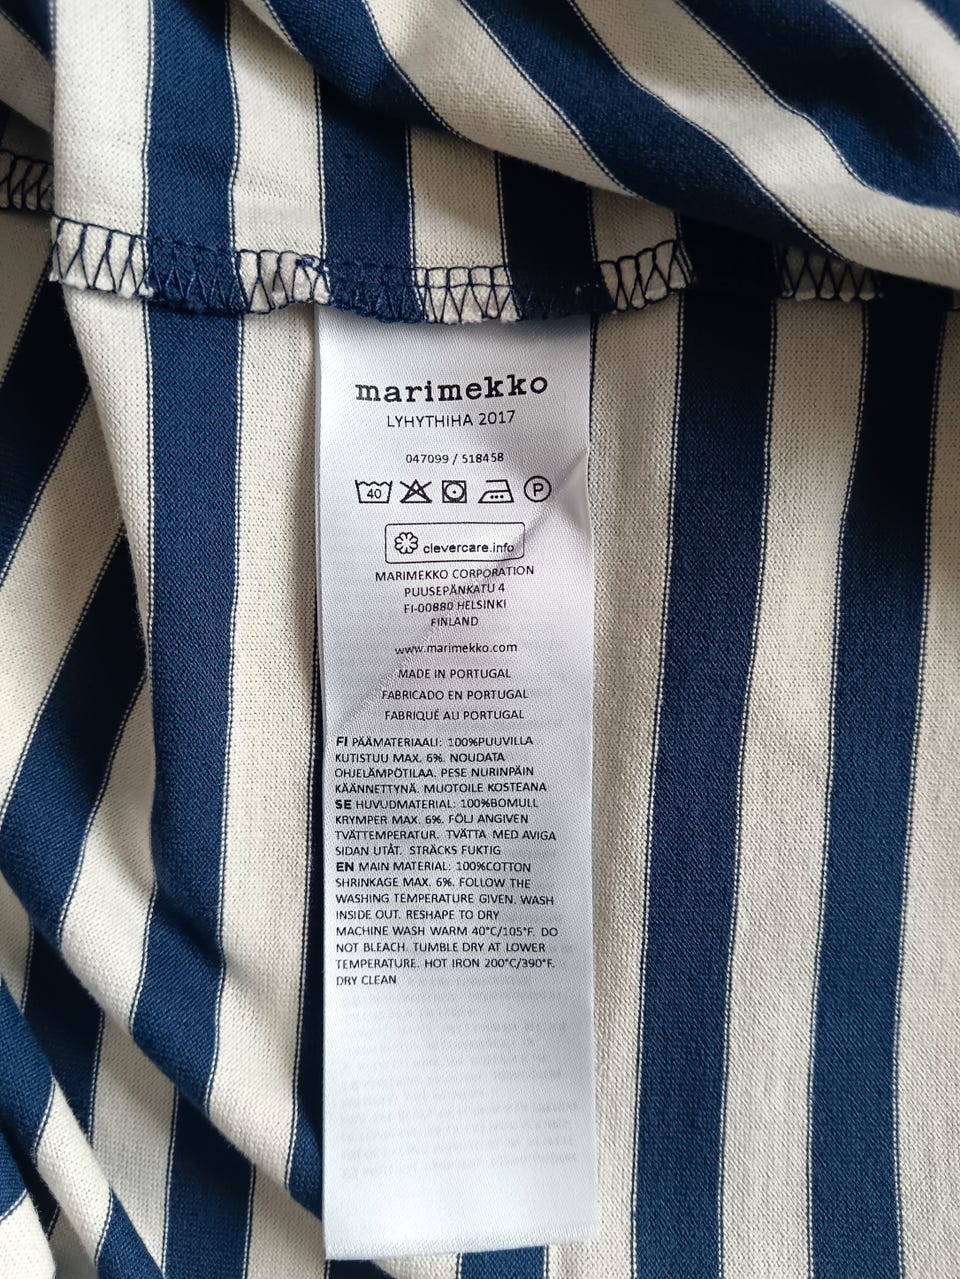 marimekko
LYHYTHIHA 2017
047099 / 518458
40 P
clevercare.info
MARIMEKKO CORPORATION
PUUSEPÄNKATU 4
FI-00880 HELSINKI
FINLAND
www.marimekko.com
MADE IN PORTUGAL
FABRICADO EN PORTUGAL
FABRIQUÉ AU PORTUGAL
FI PÄÄMATERIAALI: 100%PUUVILLA
KUTISTUU MAX. 6%. NOUDATA
OHJELÄMPÖTILAA. PESE NURINPÄIN
KÄÄNNETTYNÄ. MUOTOILE KOSTEANA
SE HUVUDMATERIAL: 100%BOMULL
KRYMPER MAX. 6%. FÖLJ ANGIVEN
TVÄTTEMPERATUR. TVÄTTA MED AVIGA
SIDAN UTÅT. STRÄCKS FUKTIG
EN MAIN MATERIAL: 100%COTTON
SHRINKAGE MAX. 6%. FOLLOW THE
WASHING TEMPERATURE GIVEN. WASH
INSIDE OUT. RESHAPE TO DRY
MACHINE WASH WARM 40°C/105°F. DO
NOT BLEACH. TUMBLE DRY AT LOWER
TEMPERATURE. HOT IRON 200°C/390°F.
DRY CLEAN